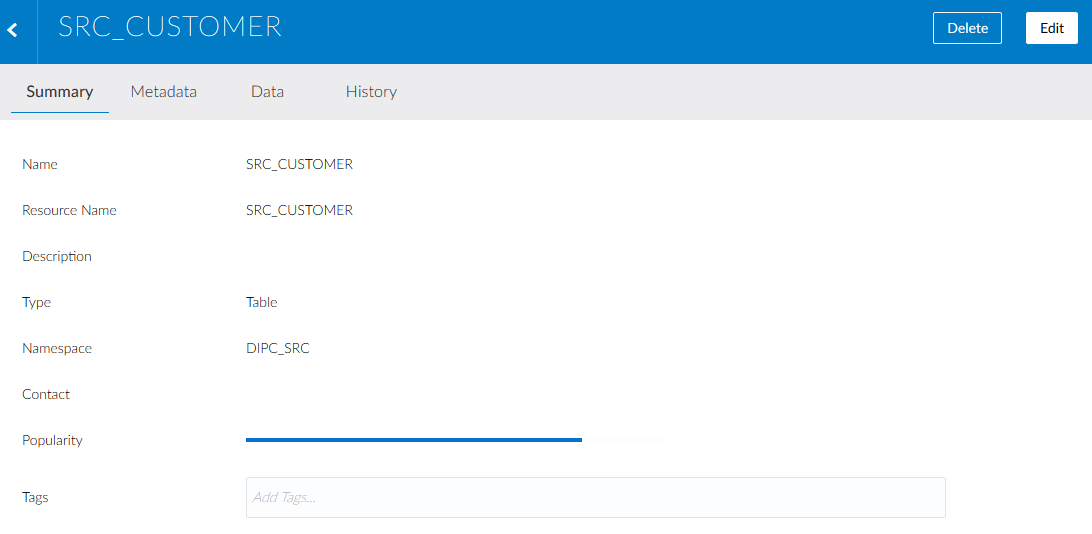 SRC_CUSTOMER
Delete
Edit
Summary Metadata Data History
Name SRC_CUSTOMER
Resource Name SRC_CUSTOMER
Description
Type Table
Namespace DIPC_SRC
Contact
Popularity
Tags Add Tags...